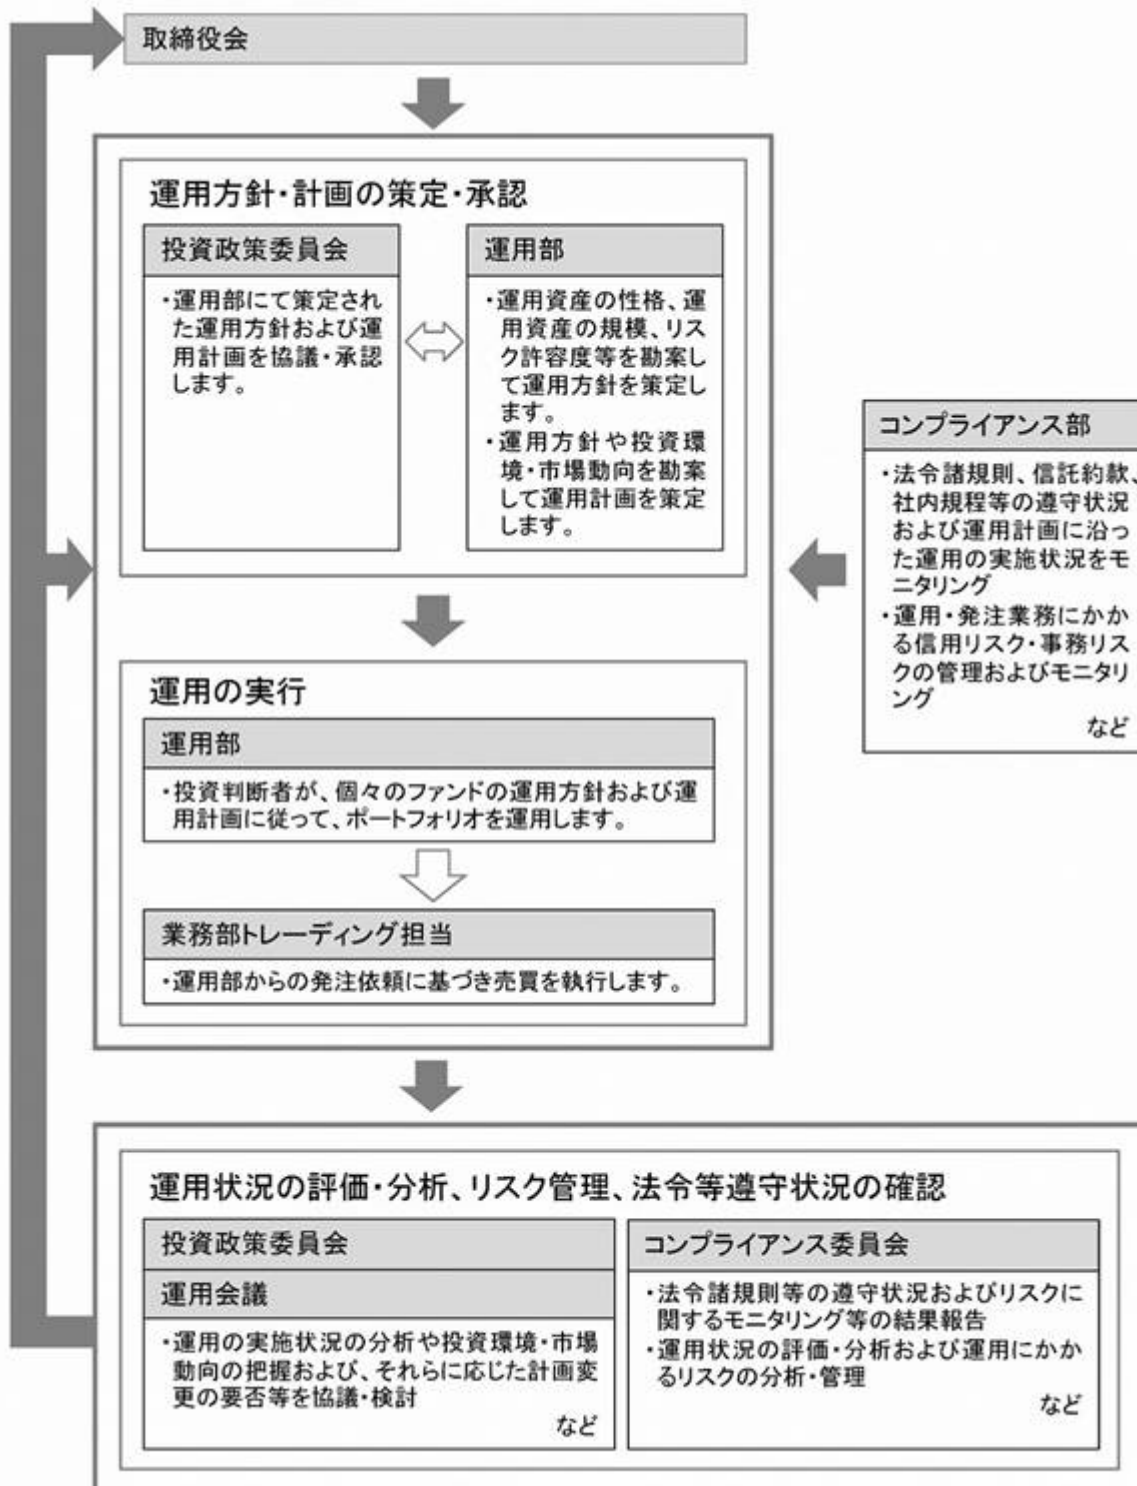 取締役会
運用方針・計画の策定・承認
投資政策委員会
・運用部にて策定され
た運用方針および運
用計画を協議・承認
します。
運用部
・運用資産の性格、運
用資産の規模、リス
ク許容度等を勘案し
て運用方針を策定し
ます。
・運用方針や投資環
境・市場動向を勘案
して運用計画を策定
します。
コンプライアンス部
・法令諸規則、信託約款、
社内規程等の遵守状況
および運用計画に沿っ
た運用の実施状況をモ
ニタリング
・運用・発注業務にかか
る信用リスク・事務リス
クの管理およびモニタリ
ング
など
運用の実行
運用部
・投資判断者が、個々のファンドの運用方針および運
用計画に従って、ポートフォリオを運用します。
業務部トレーディング担当
・運用部からの発注依頼に基づき売買を執行します。
運用状況の評価・分析、リスク管理、法令等遵守状況の確認
投資政策委員会
運用会議
・運用の実施状況の分析や投資環境・市場
動向の把握および、それらに応じた計画変
更の要否等を協議・検討
など
コンプライアンス委員会
・法令諸規則等の遵守状況およびリスクに
関するモニタリング等の結果報告
・運用状況の評価・分析および運用にかか
るリスクの分析・管理
など